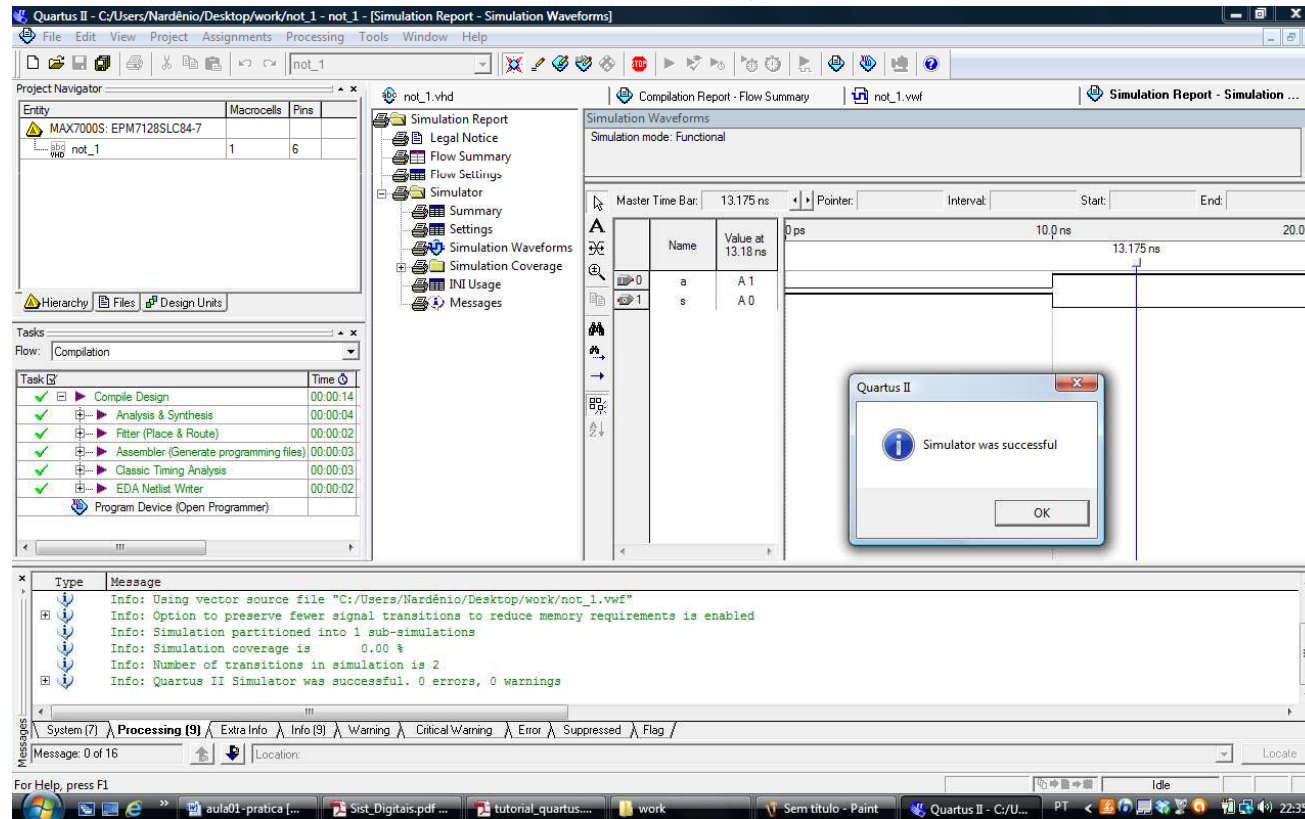 Quartus II - C:/Users/Nardênio/Desktop/work/not_1 - not_1 - [Simulation Report - Simulation Waveforms]
File Edit View Project Assignments Processing Tools Window Help
not_1
Project Navigator
Entity Macrocells Pins
MAX7000S: EPM7128SLC84-7
not_1 1 6
Hierarchy Files Design Units
Tasks
Flow: Compilation
Task Time
Compile Design 00:00:14
Analysis & Synthesis 00:00:04
Fitter (Place & Route) 00:00:02
Assembler (Generate programming files) 00:00:03
Classic Timing Analysis 00:00:03
EDA Netlist Writer 00:00:02
Program Device (Open Programmer)
not_1.vhd Compilation Report - Flow Summary not_1.vwf Simulation Report - Simulation ...
Simulation Report
Legal Notice
Flow Summary
Flow Settings
Simulator
Summary
Settings
Simulation Waveforms
Simulation Coverage
INI Usage
Messages
Simulation Waveforms
Simulation mode: Functional
Master Time Bar: 13.175 ns Pointer: Interval: Start: End:
Name Value at 13.18 ns
0 ps 10.0 ns 20.0
13.175 ns
0 a A 1
1 s A 0
Quartus II
Simulator was successful
OK
Type Message
Info: Using vector source file "C:/Users/Nardênio/Desktop/work/not_1.vwf"
Info: Option to preserve fewer signal transitions to reduce memory requirements is enabled
Info: Simulation partitioned into 1 sub-simulations
Info: Simulation coverage is 0.00 %
Info: Number of transitions in simulation is 2
Info: Quartus II Simulator was successful. 0 errors, 0 warnings
System (7) Processing (9) Extra Info Info (9) Warning Critical Warning Error Suppressed Flag
Messages
Message: 0 of 16 Location: Locate
For Help, press F1 Idle
aula01-pratica [... Sist_Digitais.pdf ... tutorial_quartus.... work Sem título - Paint Quartus II - C:/U... PT 22:35